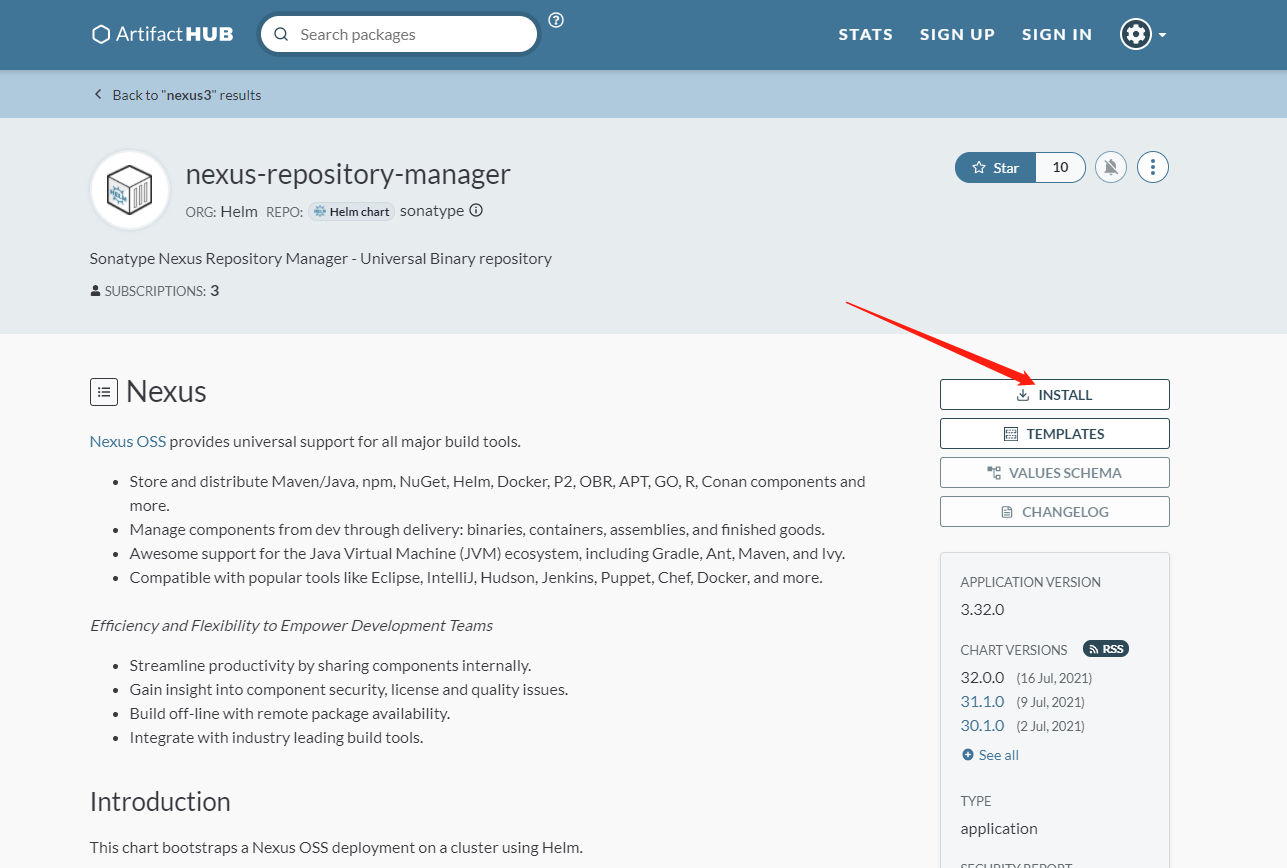 ArtifactHUB
Search packages
?
STATS
SIGN UP
SIGN IN
Back to "nexus3" results
HELM
nexus-repository-manager
Star
10
ORG: Helm REPO: Helm chart sonatype
Sonatype Nexus Repository Manager - Universal Binary repository
SUBSCRIPTIONS: 3
Nexus
Nexus OSS provides universal support for all major build tools.
Store and distribute Maven/Java, npm, NuGet, Helm, Docker, P2, OBR, APT, GO, R, Conan components and
more.
Manage components from dev through delivery: binaries, containers, assemblies, and finished goods.
Awesome support for the Java Virtual Machine (JVM) ecosystem, including Gradle, Ant, Maven, and Ivy.
Compatible with popular tools like Eclipse, IntelliJ, Hudson, Jenkins, Puppet, Chef, Docker, and more.
Efficiency and Flexibility to Empower Development Teams
Streamline productivity by sharing components internally.
Gain insight into component security, license and quality issues.
Build off-line with remote package availability.
Integrate with industry leading build tools.
Introduction
This chart bootstraps a Nexus OSS deployment on a cluster using Helm.
INSTALL
TEMPLATES
VALUES SCHEMA
CHANGELOG
APPLICATION VERSION
3.32.0
CHART VERSIONS
RSS
32.0.0 (16 Jul, 2021)
31.1.0 (9 Jul, 2021)
30.1.0 (2 Jul, 2021)
See all
TYPE
application
SECURITY REPORT